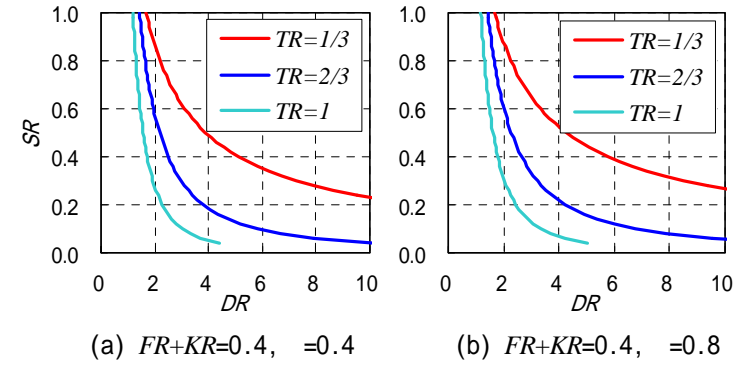 1.0
0.8
0.6
0.4
0.2
0.0
SR
0 2 4 6 8 10
DR
TR=1/3
TR=2/3
TR=1
(a) FR+KR=0.4, =0.4
1.0
0.8
0.6
0.4
0.2
0.0
0 2 4 6 8 10
DR
TR=1/3
TR=2/3
TR=1
(b) FR+KR=0.4, =0.8